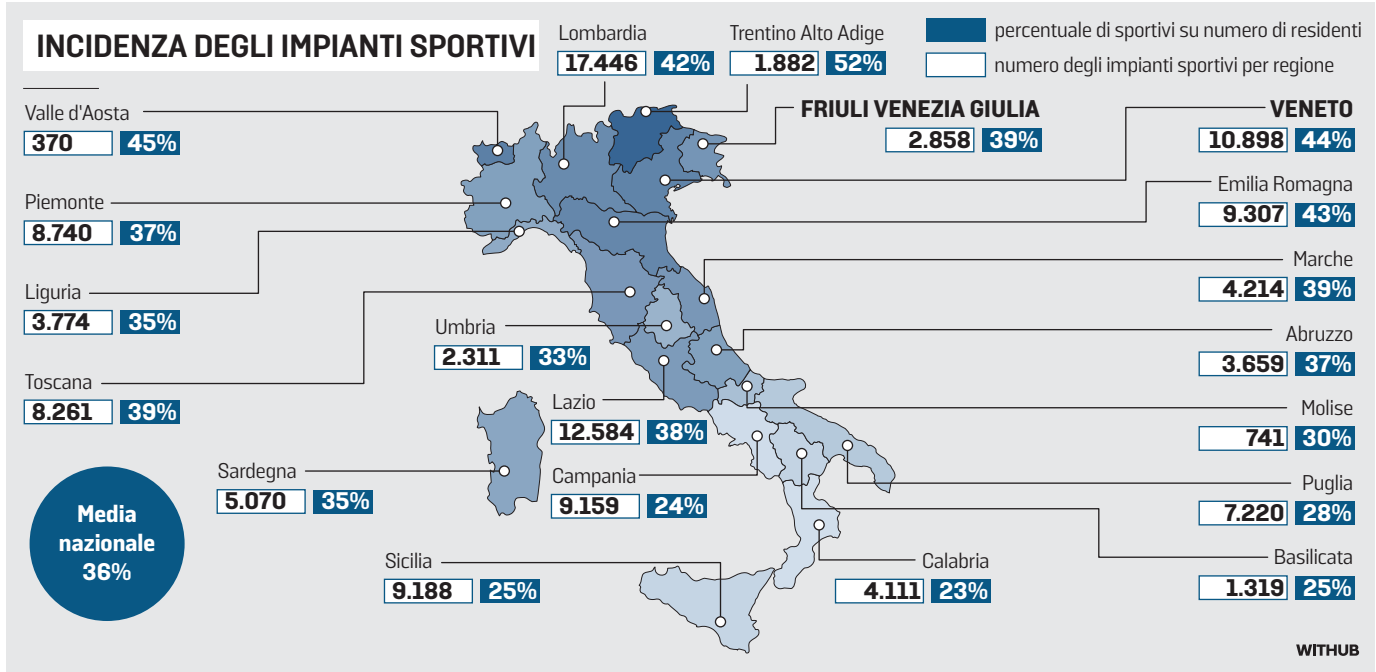 INCIDENZA DEGLI IMPIANTI SPORTIVI
percentuale di sportivi su numero di residenti
numero degli impianti sportivi per regione
Lombardia
17.446 42%
Trentino Alto Adige
1.882 52%
Valle d'Aosta
370 45%
FRIULI VENEZIA GIULIA
2.858 39%
VENETO
10.898 44%
Piemonte
8.740 37%
Emilia Romagna
9.307 43%
Liguria
3.774 35%
Marche
4.214 39%
Umbria
2.311 33%
Abruzzo
3.659 37%
Toscana
8.261 39%
Lazio
12.584 38%
Molise
741 30%
Sardegna
5.070 35%
Campania
9.159 24%
Puglia
7.220 28%
Media
nazionale
36%
Sicilia
9.188 25%
Calabria
4.111 23%
Basilicata
1.319 25%
WITHUB